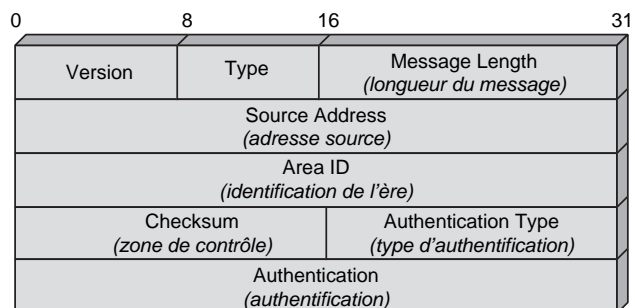 0 8 16 31
Version Type Message Length
(longueur du message)
Source Address
(adresse source)
Area ID
(identification de l'ère)
Checksum Authentication Type
(zone de contrôle) (type d'authentification)
Authentication
(authentification)